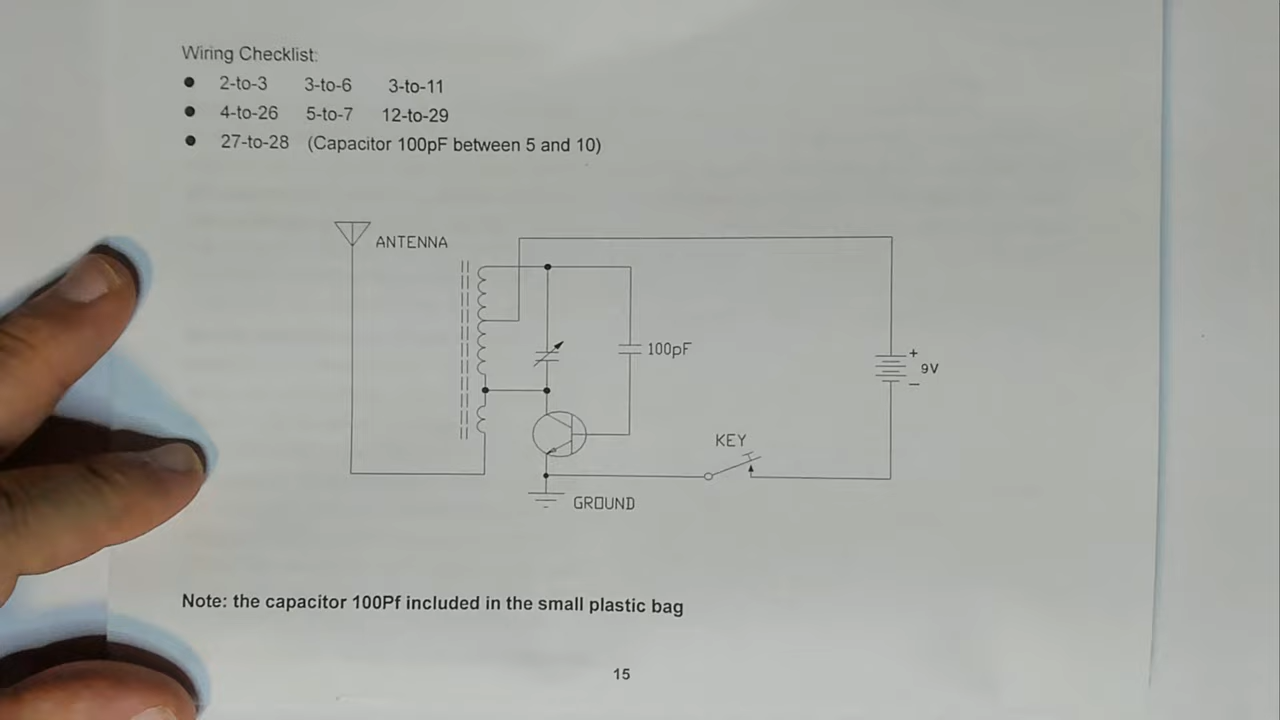 Wiring Checklist:
● 2-to-3 3-to-6 3-to-11
● 4-to-26 5-to-7 12-to-29
● 27-to-28 (Capacitor 100pF between 5 and 10)
ANTENNA
100pF
+
9V
−
KEY
GROUND
Note: the capacitor 100Pf included in the small plastic bag
15